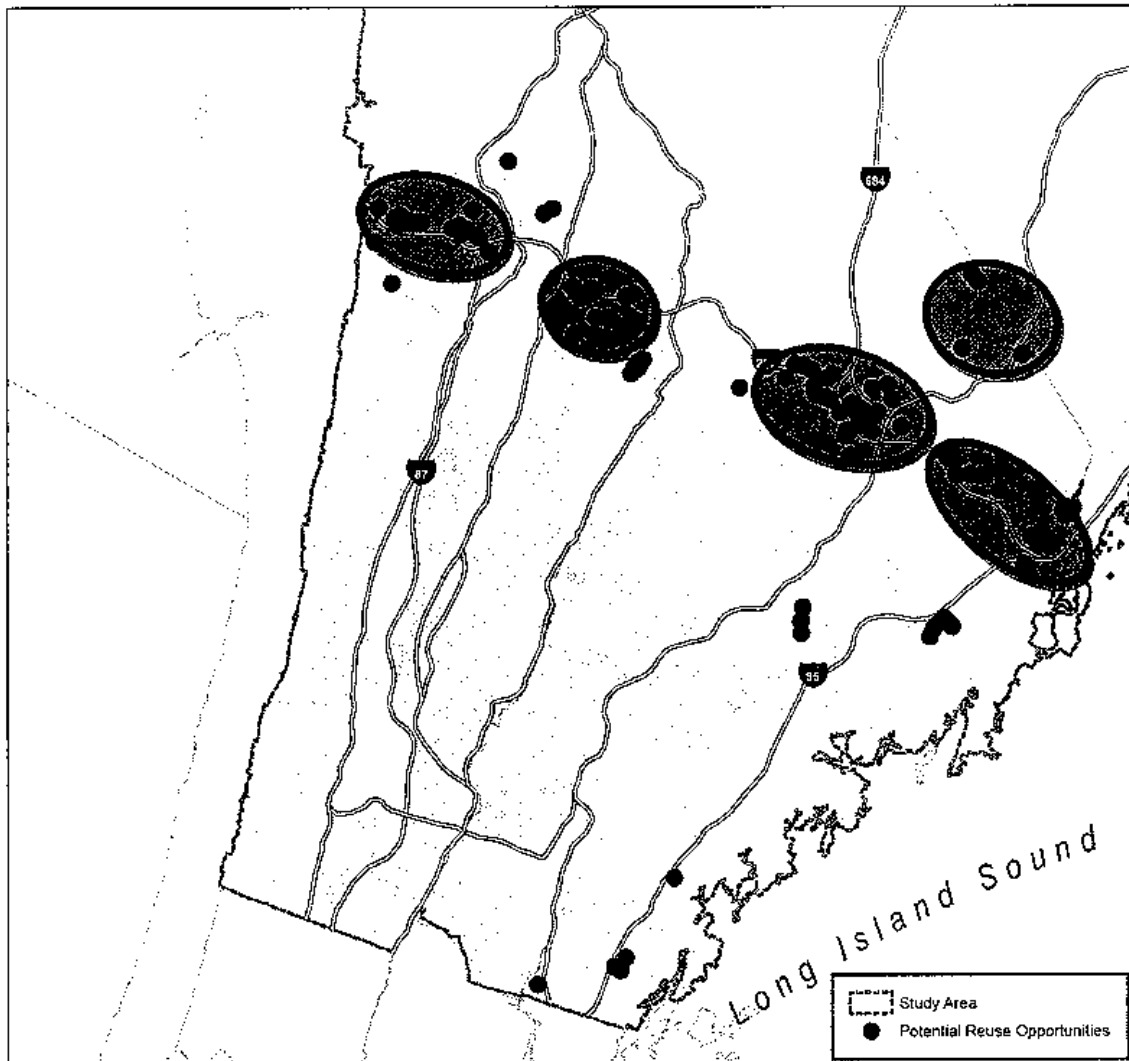 684
87
95
Long Island Sound
Study Area
Potential Reuse Opportunities